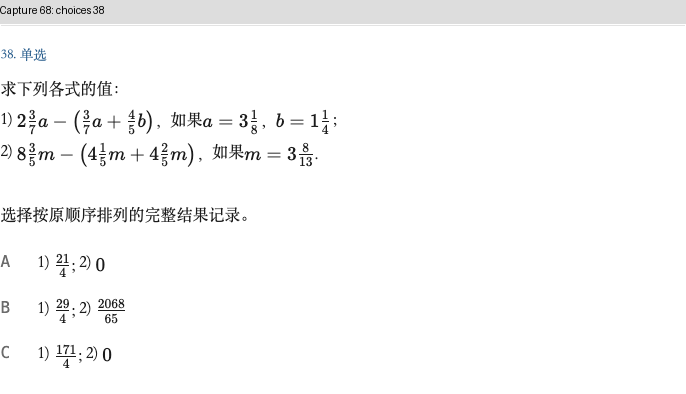 Capture 68: choices 38
38. 单选
求下列各式的值：
1) 2 3/7 a − (3/7 a + 4/5 b)，如果a = 3 1/8，b = 1 1/4；
2) 8 3/5 m − (4 1/5 m + 4 2/5 m)，如果m = 3 8/13.
选择按原顺序排列的完整结果记录。
A 1) 21/4; 2) 0
B 1) 29/4; 2) 2068/65
C 1) 171/4; 2) 0